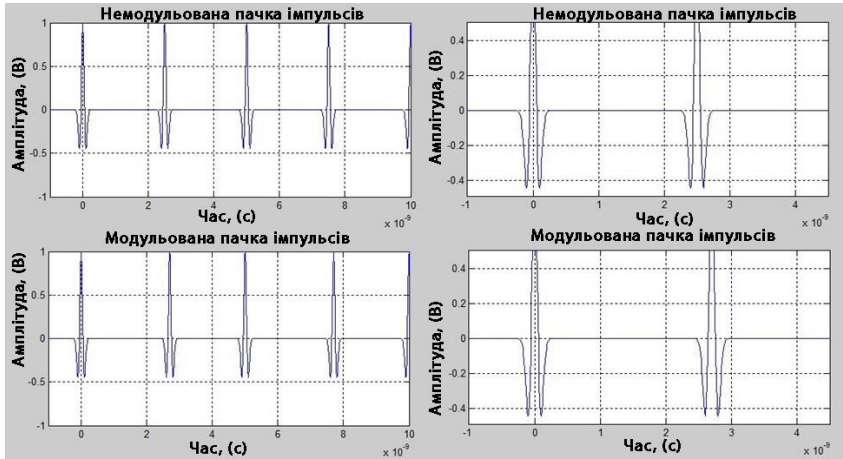 Немодульована пачка імпульсів
Амплітуда, (В)
1
0.5
0
-0.5
-1
0 2 4 6 8 10
Час, (с)
x 10⁻⁹
Немодульована пачка імпульсів
Амплітуда, (В)
0.4
0.2
0
-0.2
-0.4
-1 0 1 2 3 4
Час, (с)
x 10⁻⁹
Модульована пачка імпульсів
Амплітуда, (В)
1
0.5
0
-0.5
-1
0 2 4 6 8 10
Час, (с)
x 10⁻⁹
Модульована пачка імпульсів
Амплітуда, (В)
0.4
0.2
0
-0.2
-0.4
-1 0 1 2 3 4
Час, (с)
x 10⁻⁹